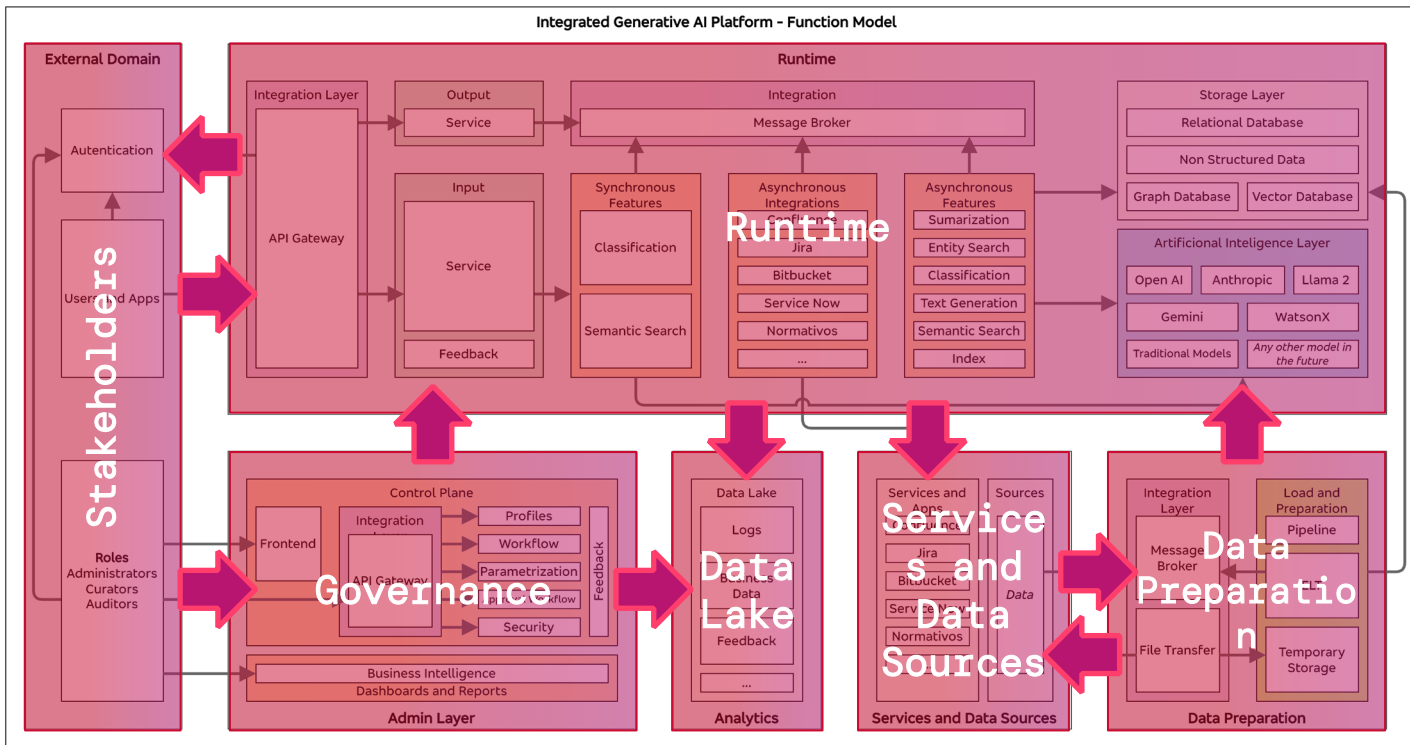 Integrated Generative AI Platform - Function Model
External Domain
Autentication
Users and Apps
Stakeholders
Roles
Administrators
Curators
Auditors
Runtime
Integration Layer
API Gateway
Output
Service
Input
Service
Feedback
Integration
Message Broker
Synchronous
Features
Classification
Semantic Search
Asynchronous
Integrations
Confluence
Runtime
Jira
Bitbucket
Service Now
Normativos
...
Asynchronous
Features
Sumarization
Entity Search
Classification
Text Generation
Semantic Search
Index
Storage Layer
Relational Database
Non Structured Data
Graph Database
Vector Database
Artificional Inteligence Layer
Open AI
Anthropic
Llama 2
Gemini
WatsonX
Traditional Models
Any other model in
the future
Control Plane
Frontend
Integration
API Gateway
Governance
Profiles
Workflow
Parametrization
Workflow
Security
Feedback
Business Intelligence
Dashboards and Reports
Admin Layer
Data Lake
Logs
Business
Data
Feedback
...
Data
Lake
Analytics
Services and
Apps
Confluence
Jira
Bitbucket
Service Now
Normativos
Sources
Data
Service
s and
Data
Sources
Services and Data Sources
Integration
Layer
Message
Broker
File Transfer
Load and
Preparation
Pipeline
ELT
Temporary
Storage
Data
Preparatio
n
Data Preparation